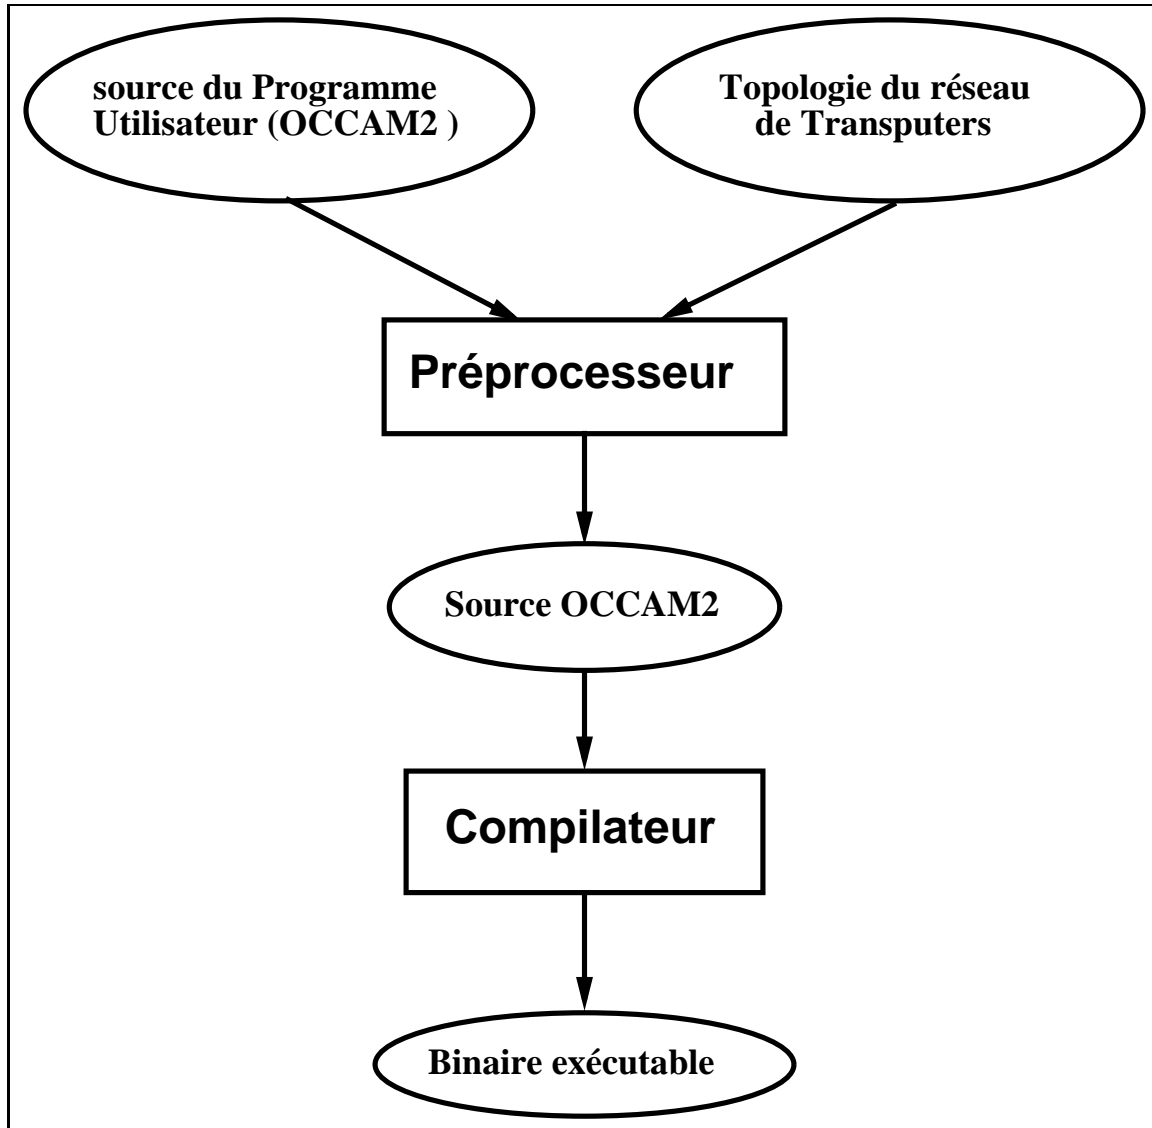 source du Programme
Utilisateur (OCCAM2 )
Topologie du réseau
de Transputers
Préprocesseur
Source OCCAM2
Compilateur
Binaire exécutable